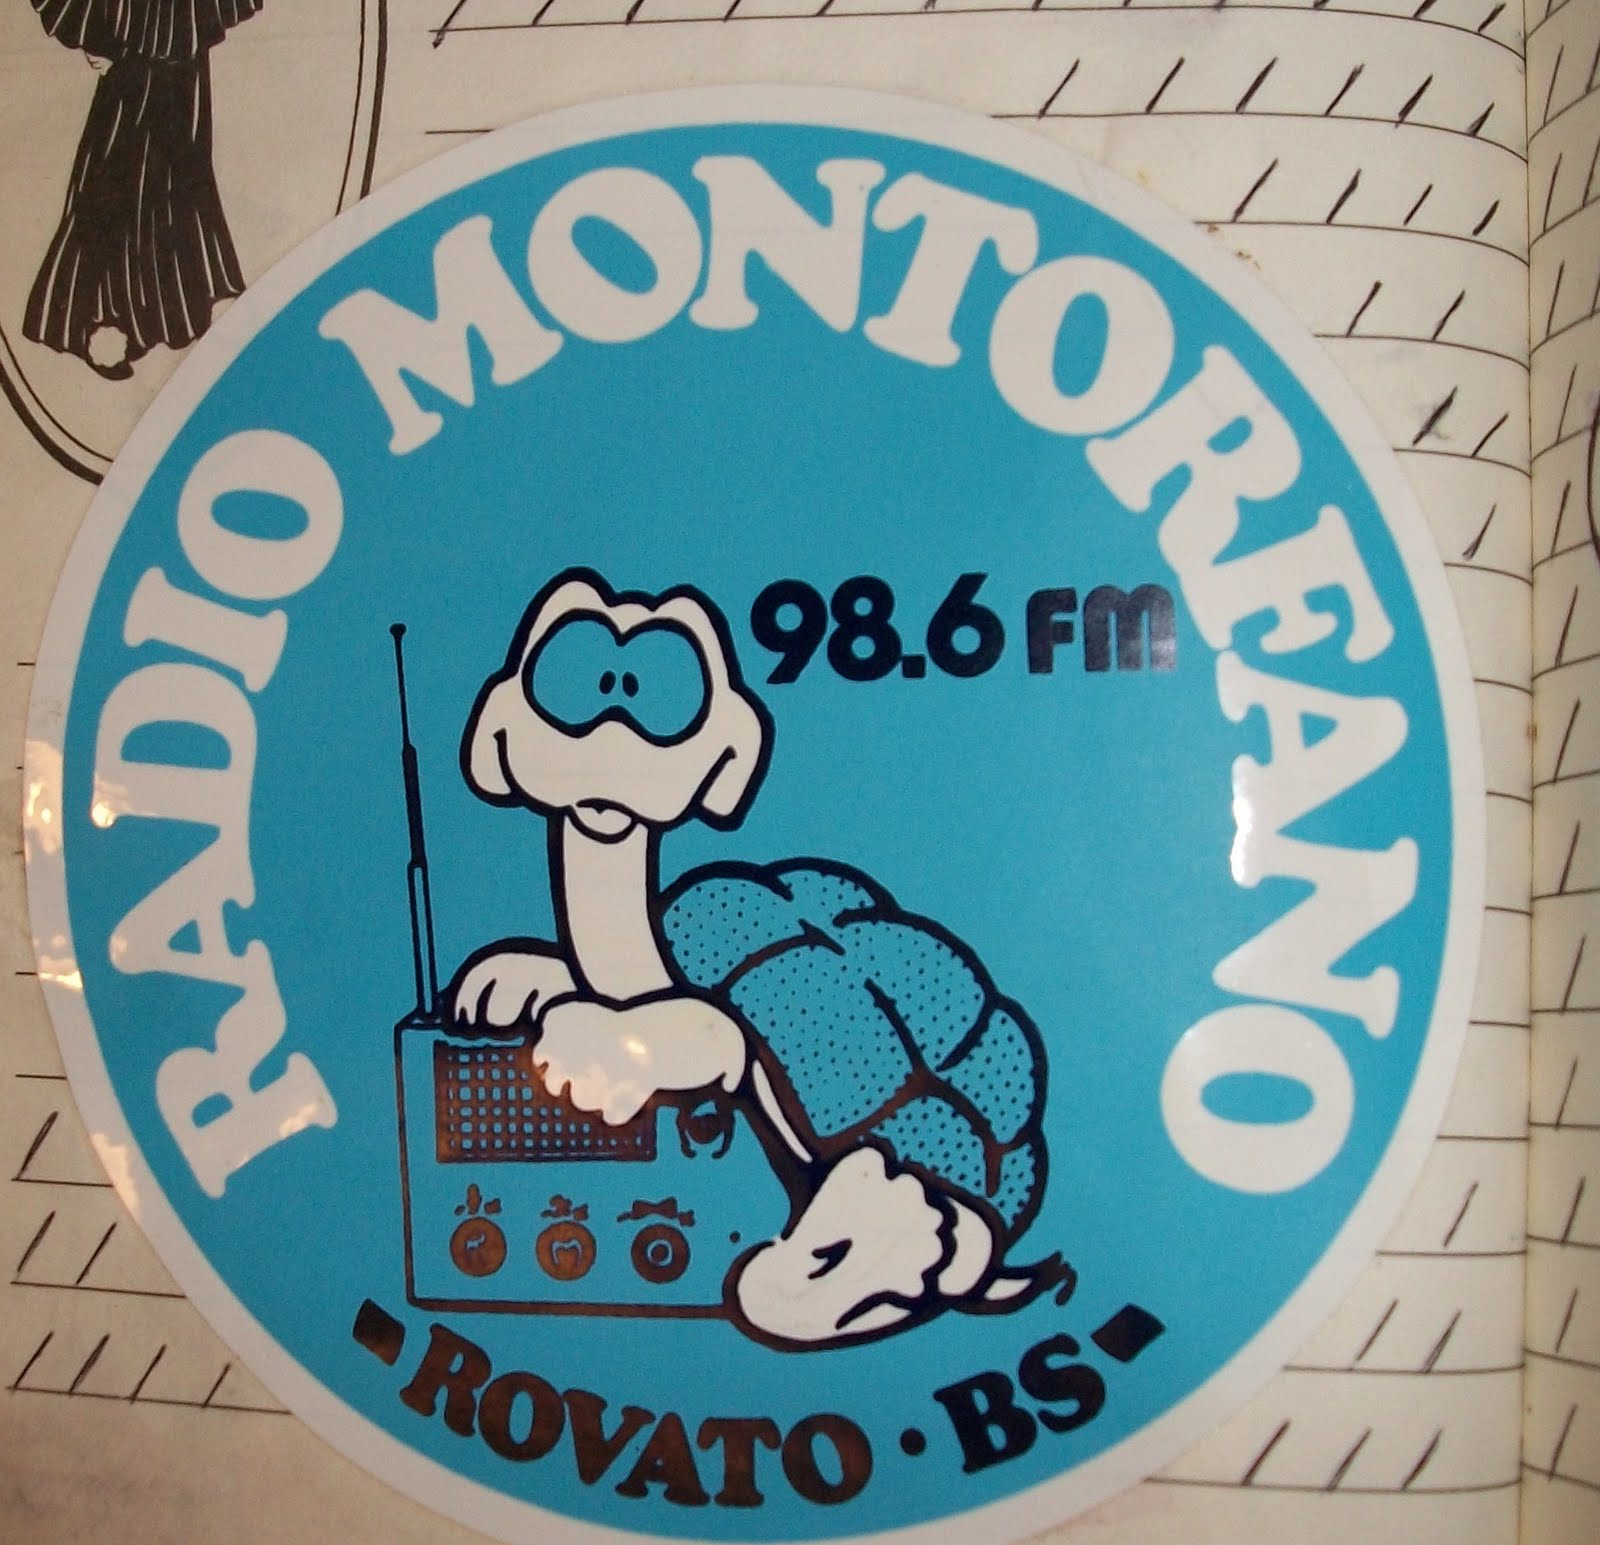 RADIO MONTORFANO
98.6 FM
R M O
ROVATO · BS